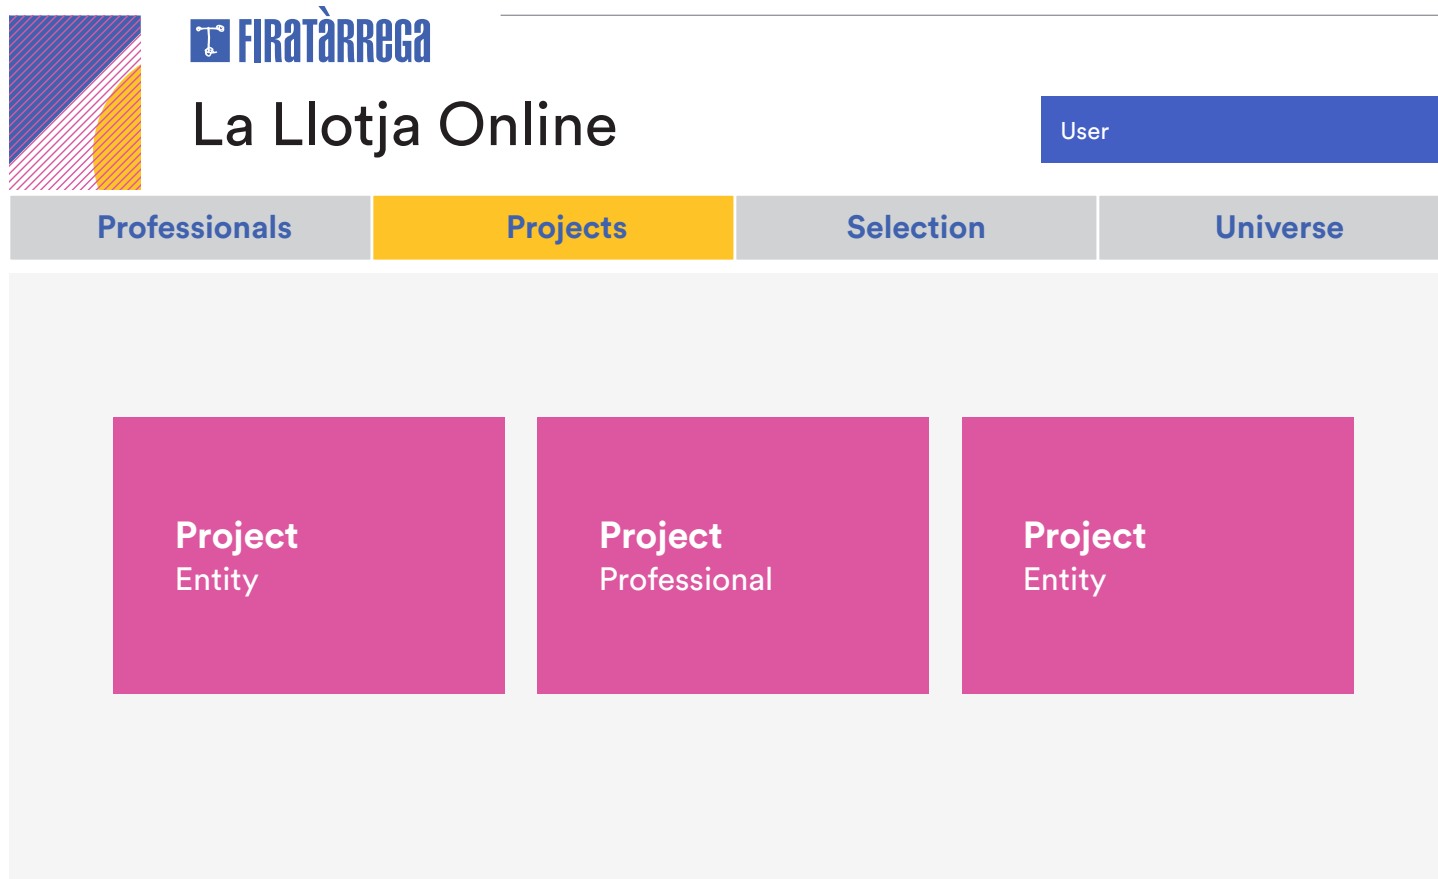 FIRATÀRREGA
La Llotja Online
User
Professionals Projects Selection Universe
Project
Entity
Project
Professional
Project
Entity